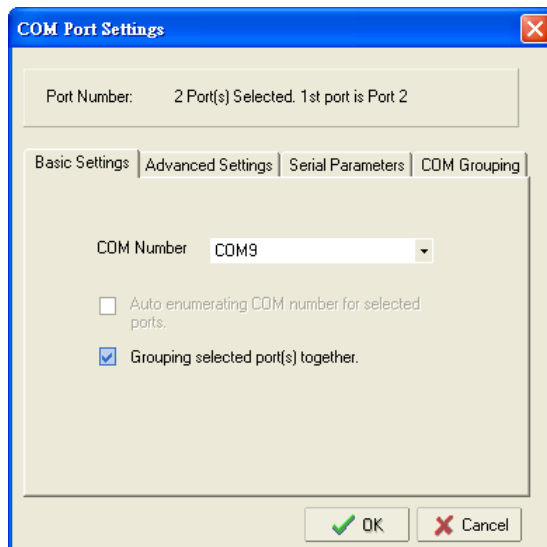 COM Port Settings
Port Number: 2 Port(s) Selected. 1st port is Port 2
Basic Settings Advanced Settings Serial Parameters COM Grouping
COM Number COM9
Auto enumerating COM number for selected
ports.
Grouping selected port(s) together.
OK Cancel